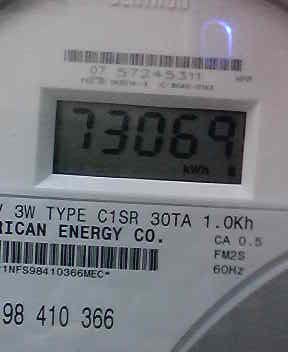 07 57245311
73069
kWh
3W TYPE C1SR 30TA 1.0Kh
RICAN ENERGY CO.
CA 0.5
FM2S
60Hz
1NFS98410366MEC*
98 410 366